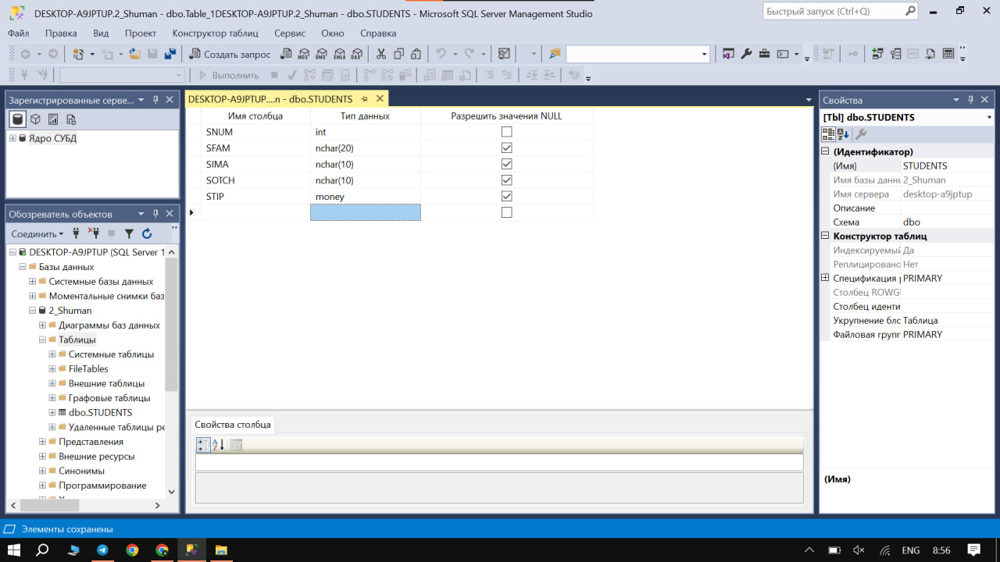 DESKTOP-A9JPTUP.2_Shuman - dbo.Table_1DESKTOP-A9JPTUP.2_Shuman - dbo.STUDENTS - Microsoft SQL Server Management Studio
Быстрый запуск (Ctrl+Q)
Файл Правка Вид Проект Конструктор таблиц Сервис Окно Справка
Создать запрос MDX DMX XMLA DAX
Выполнить
Зарегистрированные серве...
Ядро СУБД
Обозреватель объектов
Соединить
DESKTOP-A9JPTUP (SQL Server 1
Базы данных
Системные базы данных
Моментальные снимки баз
2_Shuman
Диаграммы баз данных
Таблицы
Системные таблицы
FileTables
Внешние таблицы
Графовые таблицы
dbo.STUDENTS
Удаленные таблицы ре
Представления
Внешние ресурсы
Синонимы
Программирование
DESKTOP-A9JPTUP....n - dbo.STUDENTS
Имя столбца Тип данных Разрешить значения NULL
SNUM int
SFAM nchar(20)
SIMA nchar(10)
SOTCH nchar(10)
STIP money
Свойства столбца
Свойства
[Tbl] dbo.STUDENTS
(Идентификатор)
(Имя) STUDENTS
Имя базы данны 2_Shuman
Имя сервера desktop-a9jptup
Описание
Схема dbo
Конструктор таблиц
Индексируемый Да
Реплицировано Нет
Спецификация р PRIMARY
Столбец ROWGU
Столбец иденти
Укрупнение бло Таблица
Файловая групп PRIMARY
(Имя)
Элементы сохранены
ENG 8:56